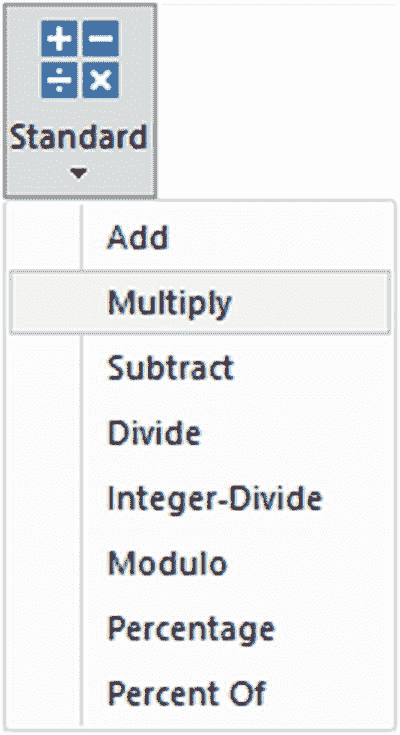 Standard
Add
Multiply
Subtract
Divide
Integer-Divide
Modulo
Percentage
Percent Of